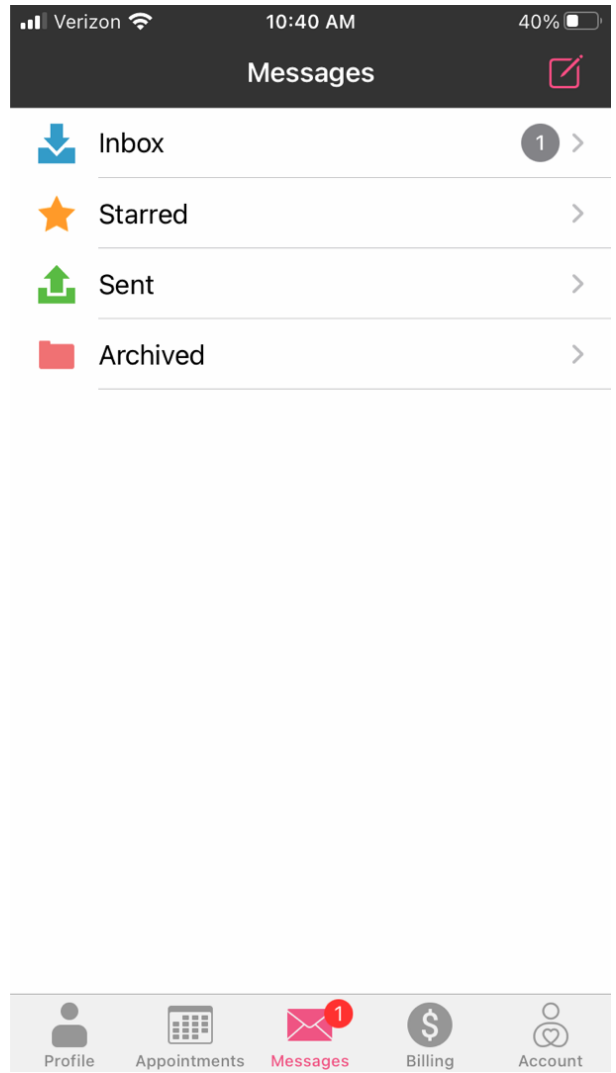 Verizon 10:40 AM 40%
Messages
Inbox 1
Starred
Sent
Archived
1
Profile Appointments Messages Billing Account